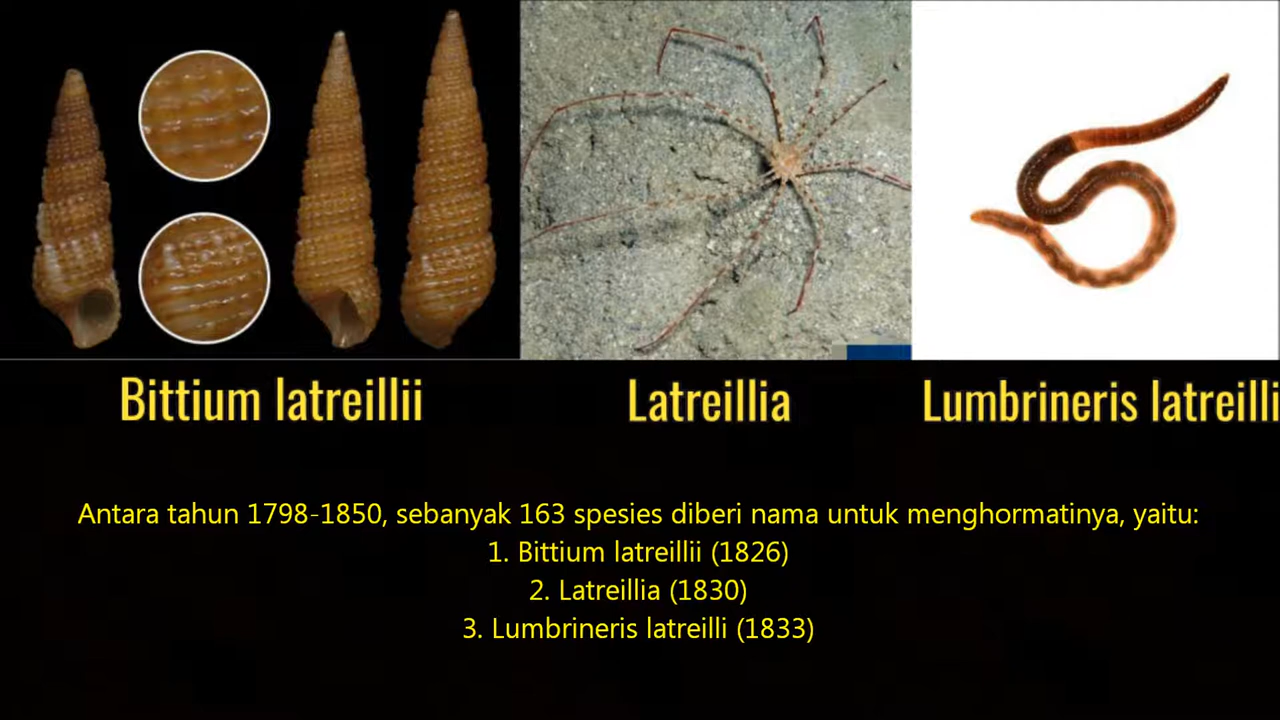 Bittium latreillii
Latreillia
Lumbrineris latreilli
Antara tahun 1798-1850, sebanyak 163 spesies diberi nama untuk menghormatinya, yaitu:
1. Bittium latreillii (1826)
2. Latreillia (1830)
3. Lumbrineris latreilli (1833)